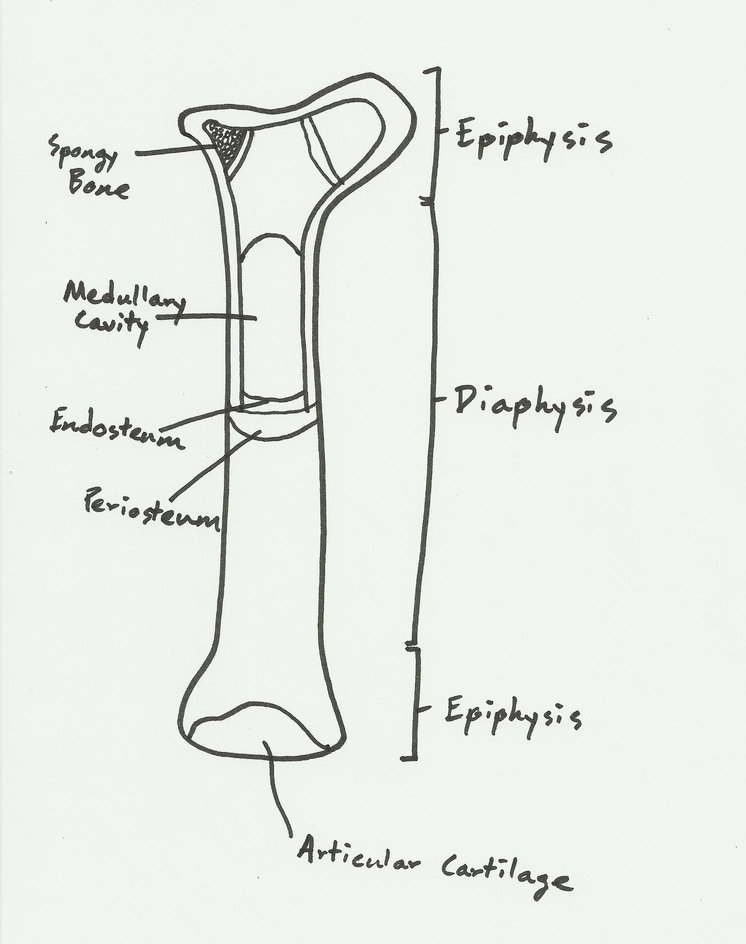 Epiphysis
Spongy
Bone
Medullary
Cavity
Diaphysis
Endosteum
Periosteum
Epiphysis
Articular Cartilage